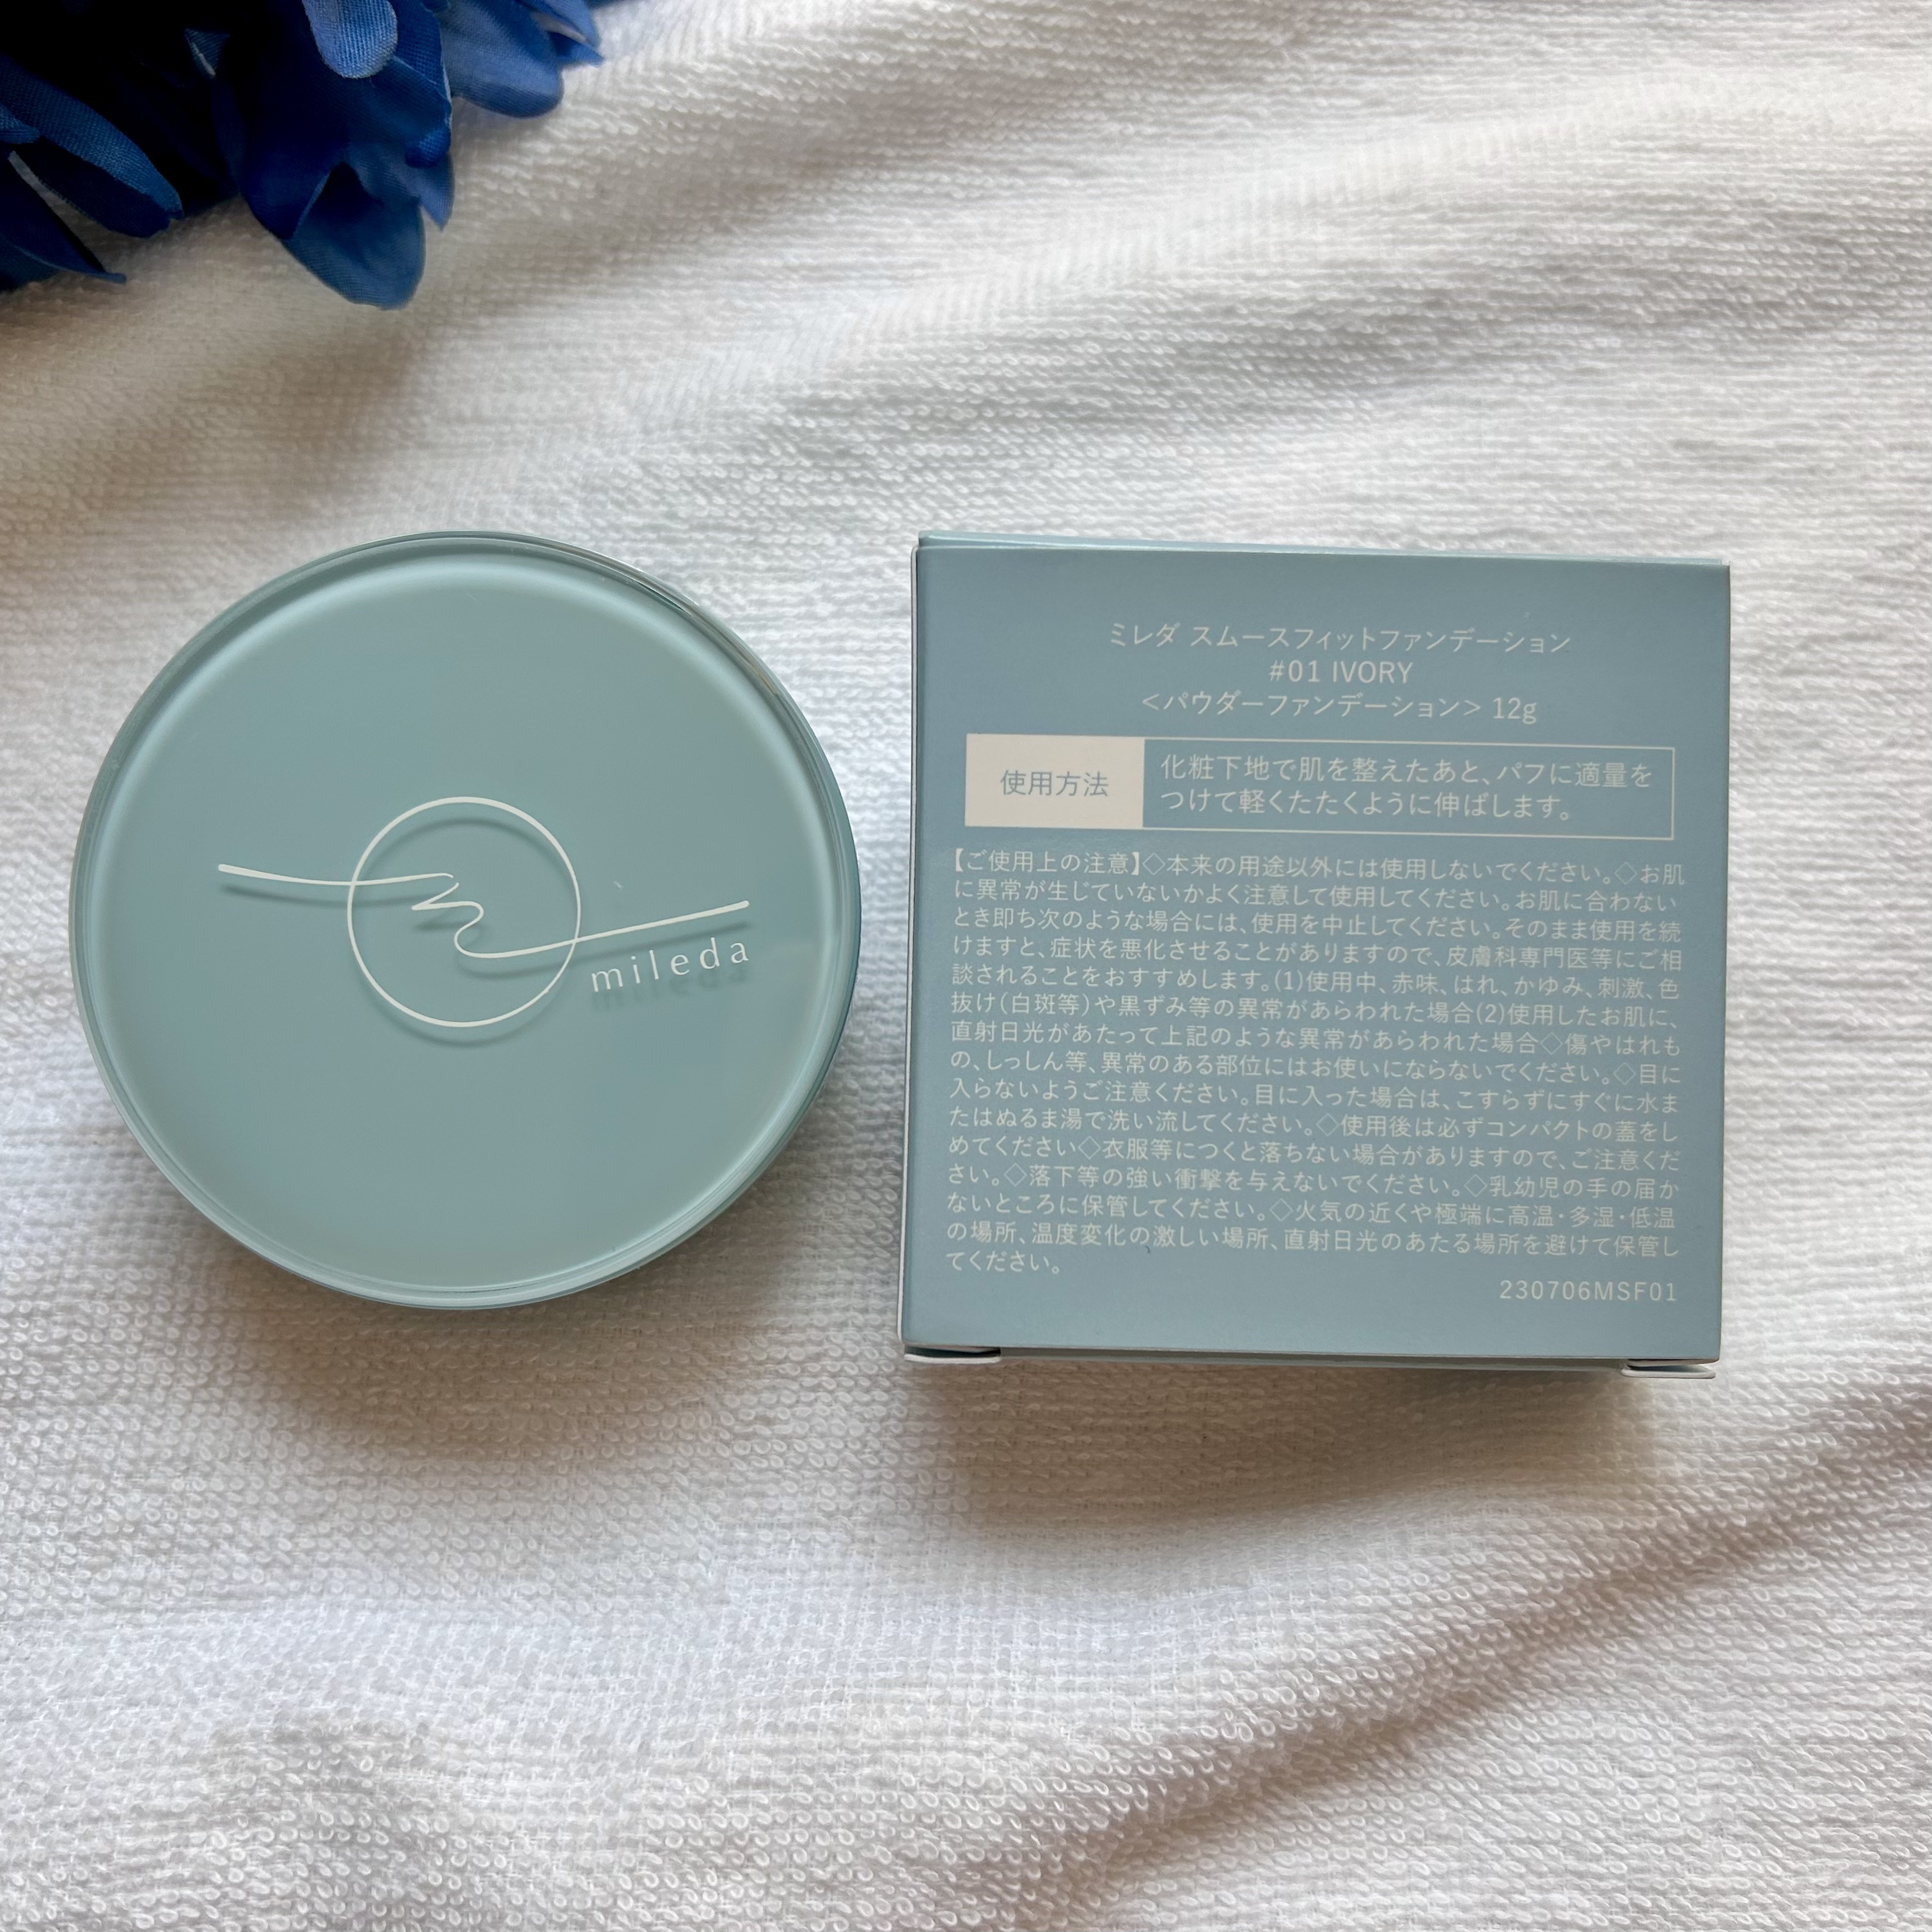 mileda
ミレダ スムースフィットファンデーション
#01 IVORY
<パウダーファンデーション> 12g
使用方法
化粧下地で肌を整えたあと、パフに適量を
つけて軽くたたくように伸ばします。
【ご使用上の注意】◇本来の用途以外には使用しないでください。◇お肌
に異常が生じていないかよく注意して使用してください。お肌に合わない
とき即ち次のような場合には、使用を中止してください。そのまま使用を続
けますと、症状を悪化させることがありますので、皮膚科専門医等にご相
談されることをおすすめします。(1)使用中、赤味、はれ、かゆみ、刺激、色
抜け(白斑等)や黒ずみ等の異常があらわれた場合(2)使用したお肌に、
直射日光があたって上記のような異常があらわれた場合◇傷やはれも
の、しっしん等、異常のある部位にはお使いにならないでください。◇目に
入らないようご注意ください。目に入った場合は、こすらずにすぐに水ま
たはぬるま湯で洗い流してください。◇使用後は必ずコンパクトの蓋をし
めてください◇衣服等につくと落ちない場合がありますので、ご注意くだ
さい。◇落下等の強い衝撃を与えないでください。◇乳幼児の手の届か
ないところに保管してください。◇火気の近くや極端に高温・多湿・低温
の場所、温度変化の激しい場所、直射日光のあたる場所を避けて保管し
てください。
230706MSF01